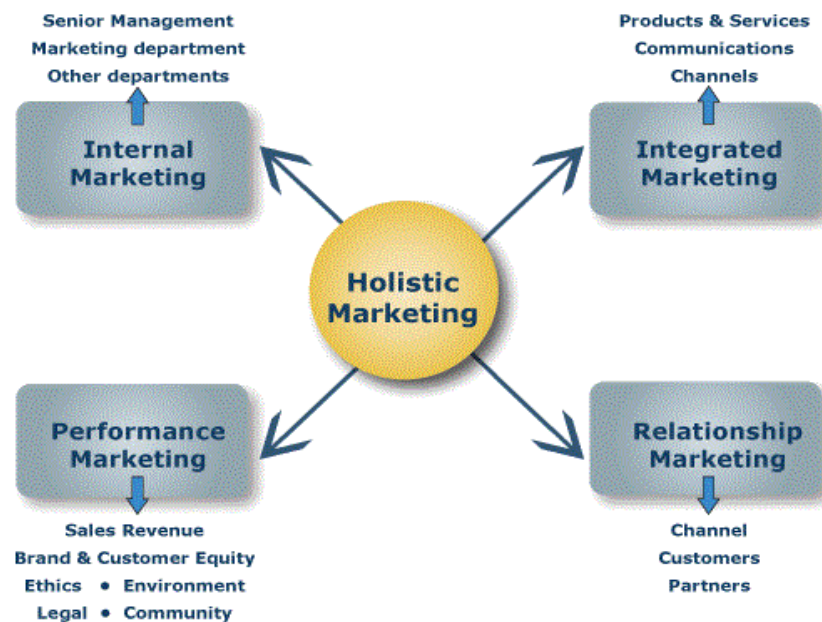 Senior Management
Marketing department
Other departments
Internal
Marketing
Products & Services
Communications
Channels
Integrated
Marketing
Holistic
Marketing
Performance
Marketing
Sales Revenue
Brand & Customer Equity
Ethics • Environment
Legal • Community
Relationship
Marketing
Channel
Customers
Partners